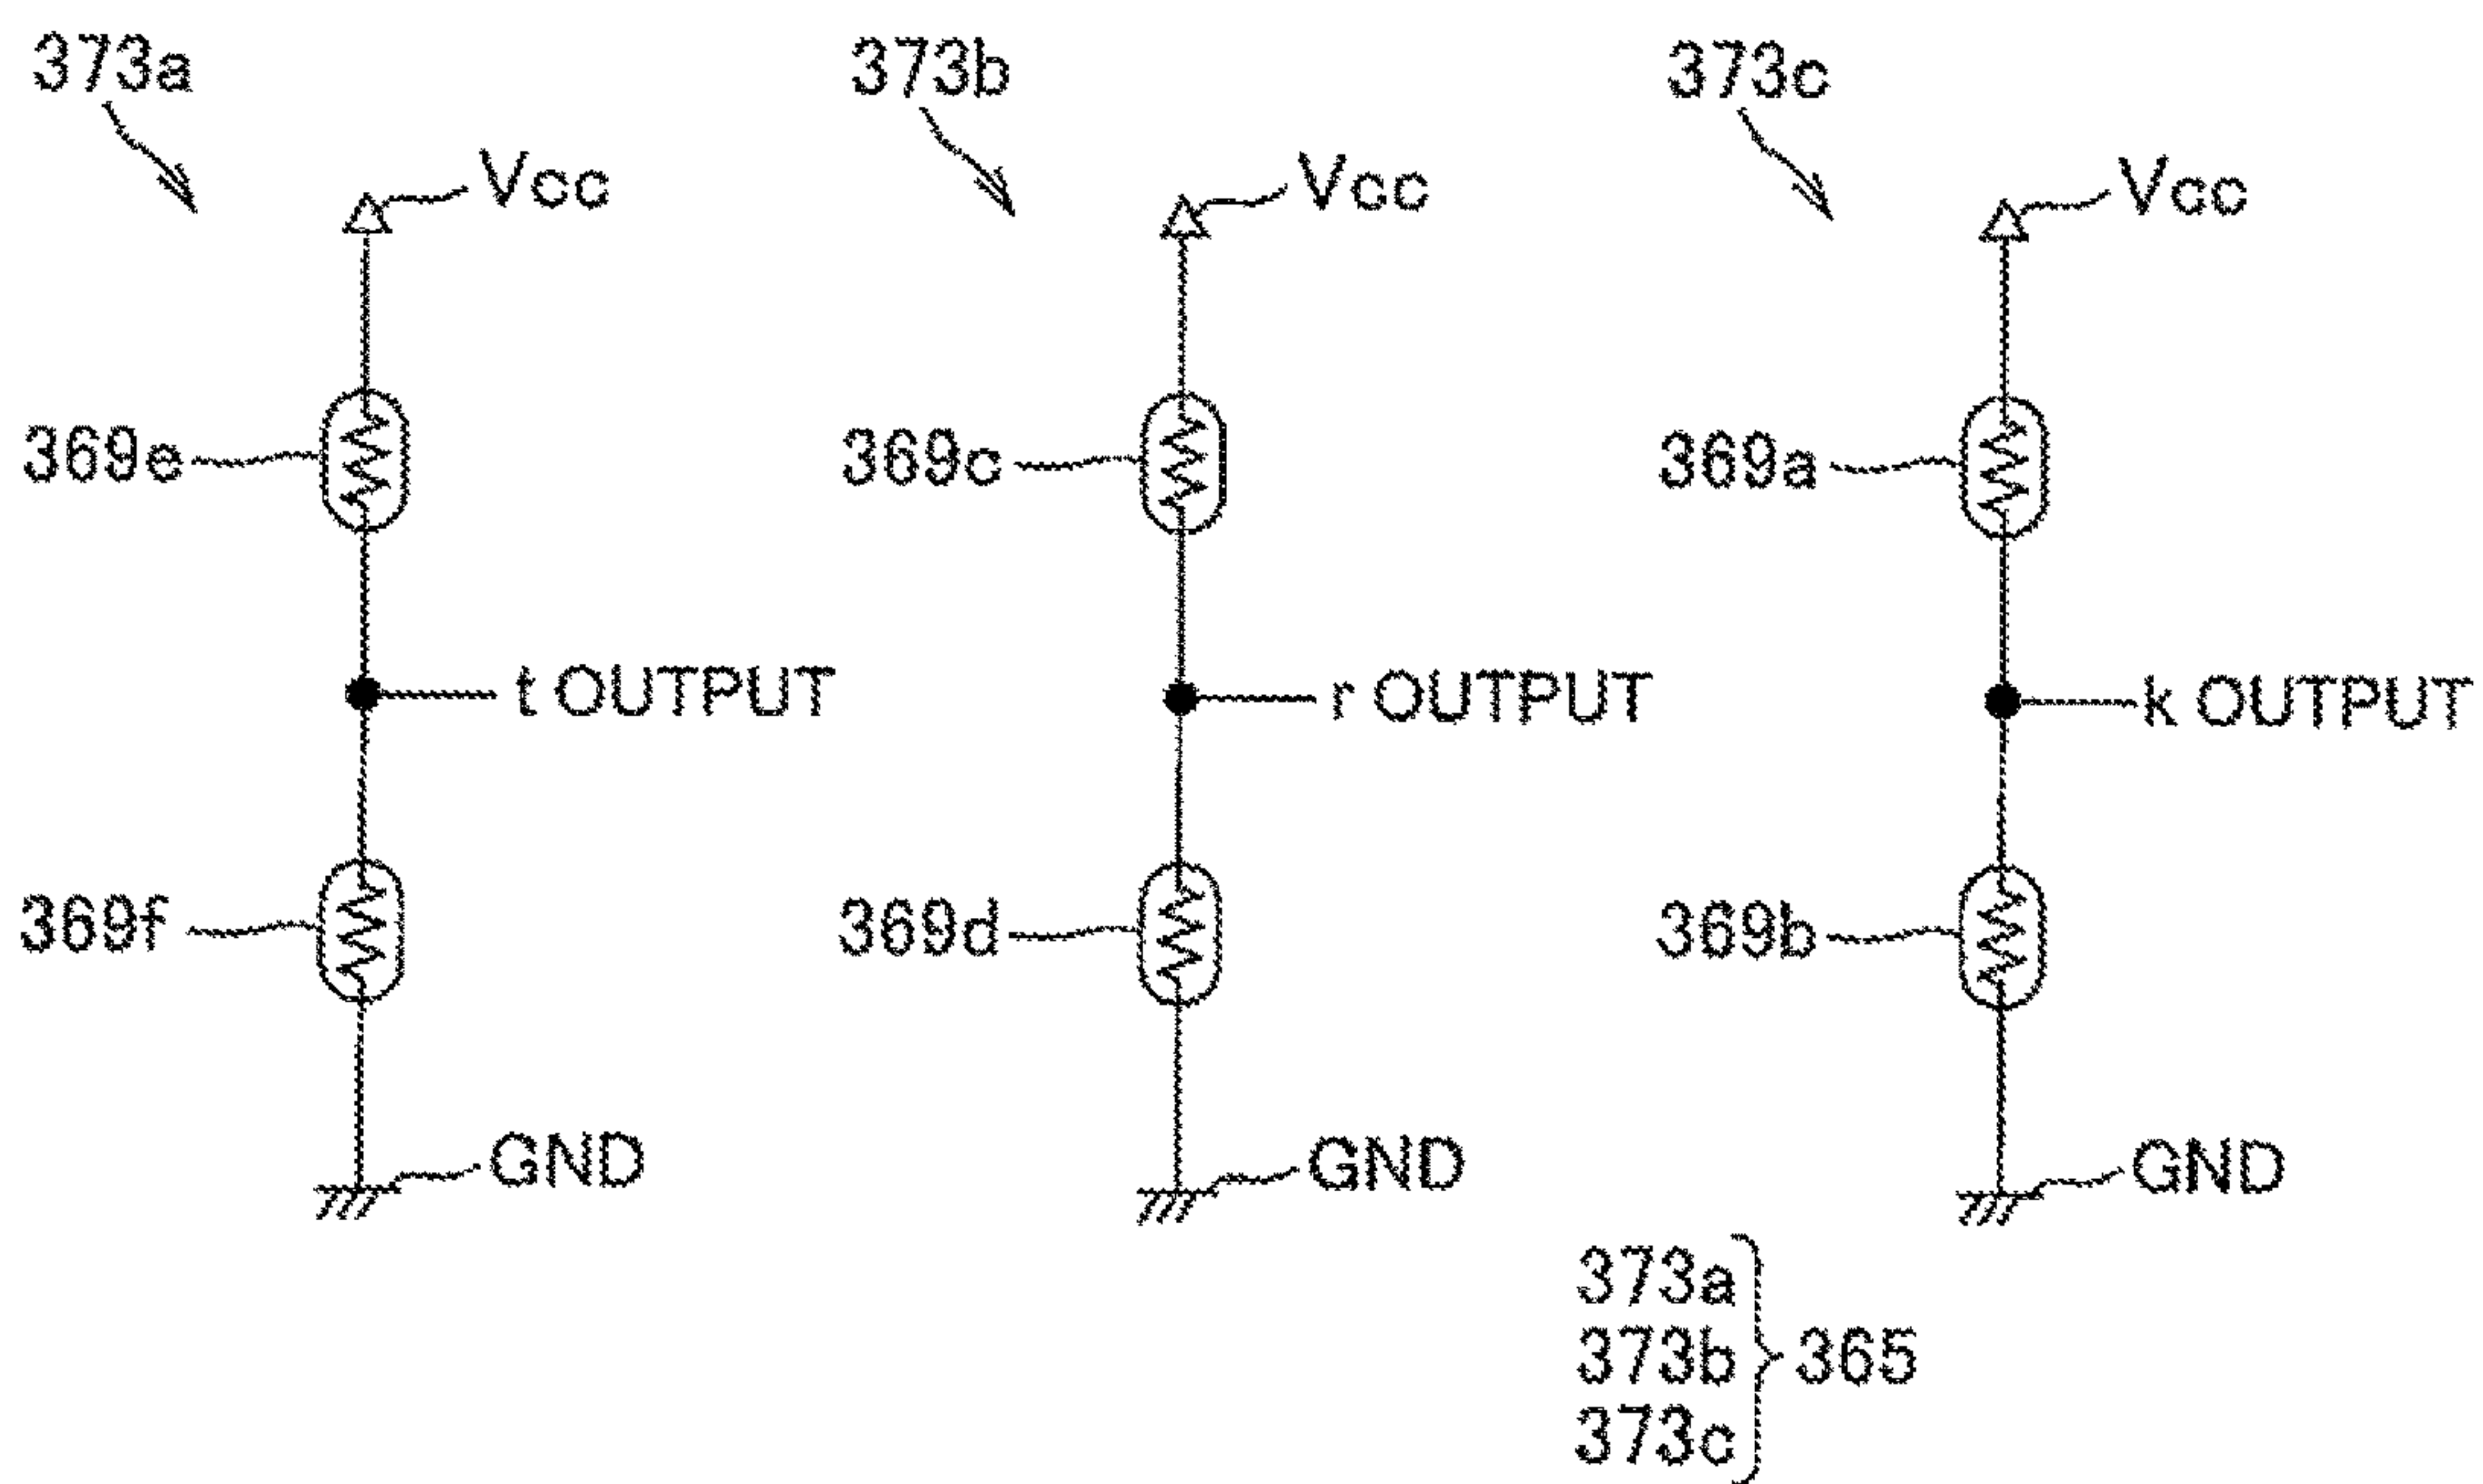 373a
373b
373c
Vcc
Vcc
Vcc
369e
369c
369a
t OUTPUT
r OUTPUT
k OUTPUT
369f
369d
369b
GND
GND
GND
373a
373b
373c
365